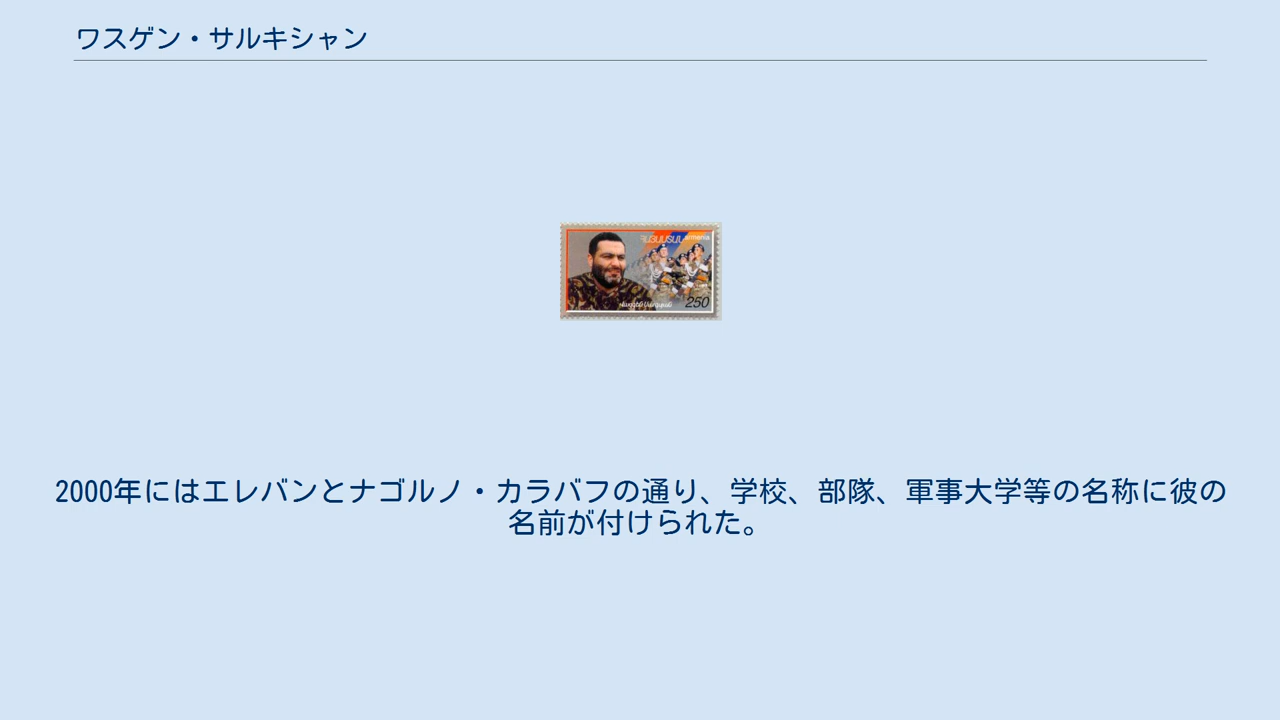 ワスゲン・サルキシャン
ՀԱՅԱՍՏԱՆ armenia
250
2000年にはエレバンとナゴルノ・カラバフの通り、学校、部隊、軍事大学等の名称に彼の
名前が付けられた。